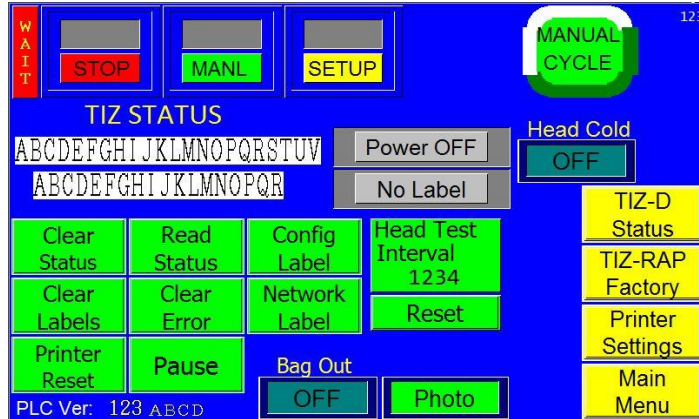 WAIT
STOP
MANL
SETUP
MANUAL
CYCLE
123
TIZ STATUS
ABCDEFGHIJKLMNOPQRSTUV
ABCDEFGHIJKLMNOPQR
Power OFF
No Label
Head Cold
OFF
TIZ-D
Status
TIZ-RAP
Factory
Printer
Settings
Main
Menu
Clear
Status
Read
Status
Config
Label
Head Test
Interval
1234
Clear
Labels
Clear
Error
Network
Label
Reset
Printer
Reset
Pause
Bag Out
OFF
Photo
PLC Ver: 123 ABCD